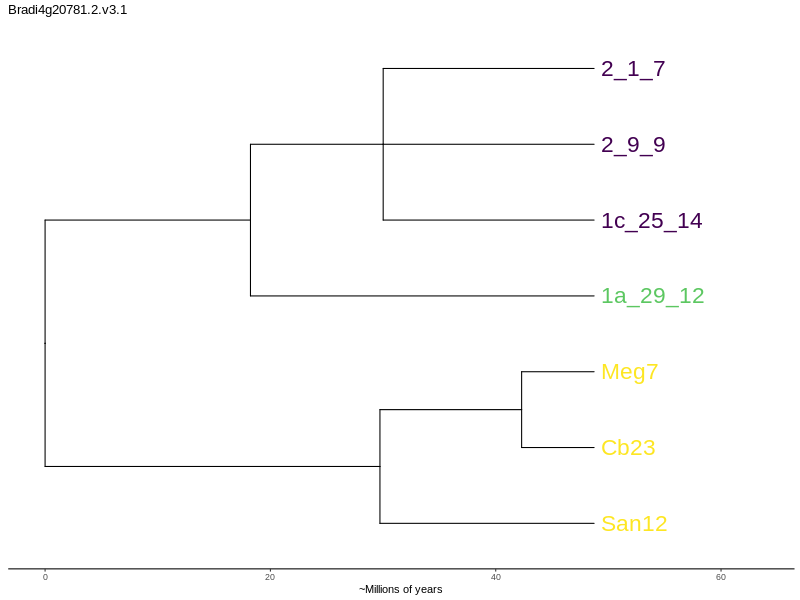 Bradi4g20781.2.v3.1
2_1_7
2_9_9
1c_25_14
1a_29_12
Meg7
Cb23
San12
0 20 40 60
~Millions of years